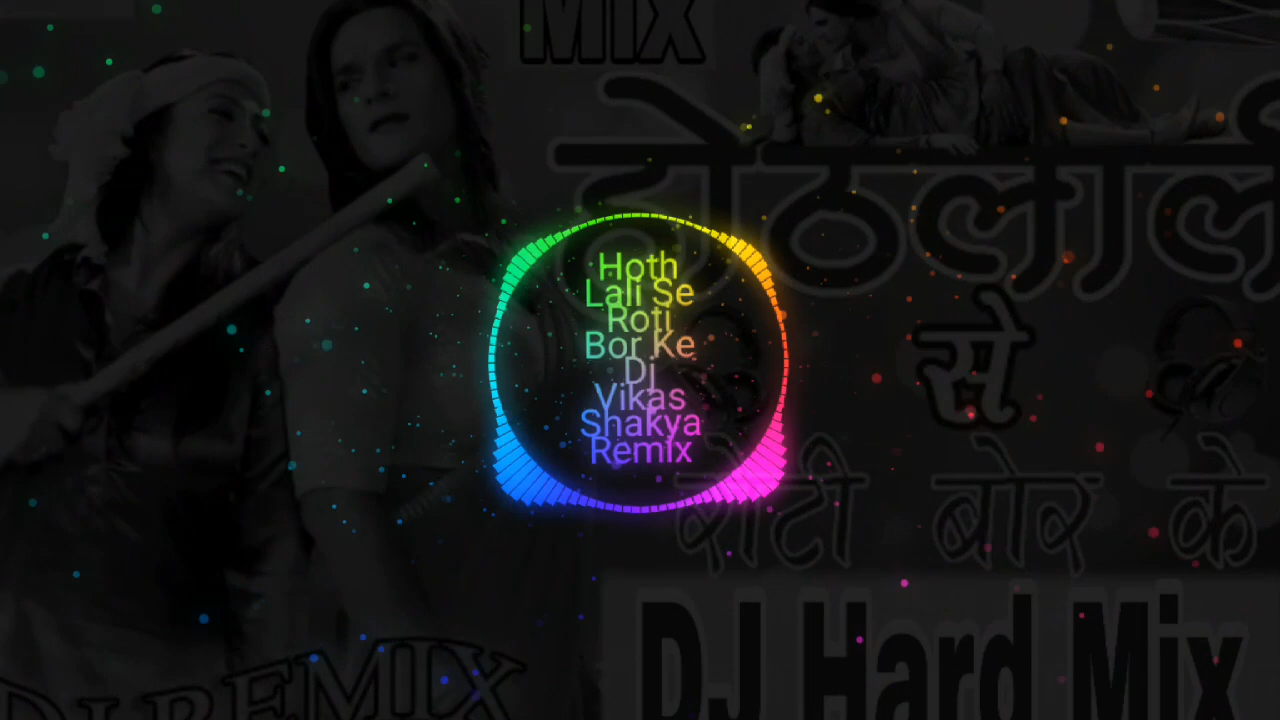 MIX
होठलाली
Hoth
Lali Se
Roti
Bor Ke
Dj
Vikas
Shakya
Remix
से
रोटी बोर के
DJ REMIX
DJ Hard Mix